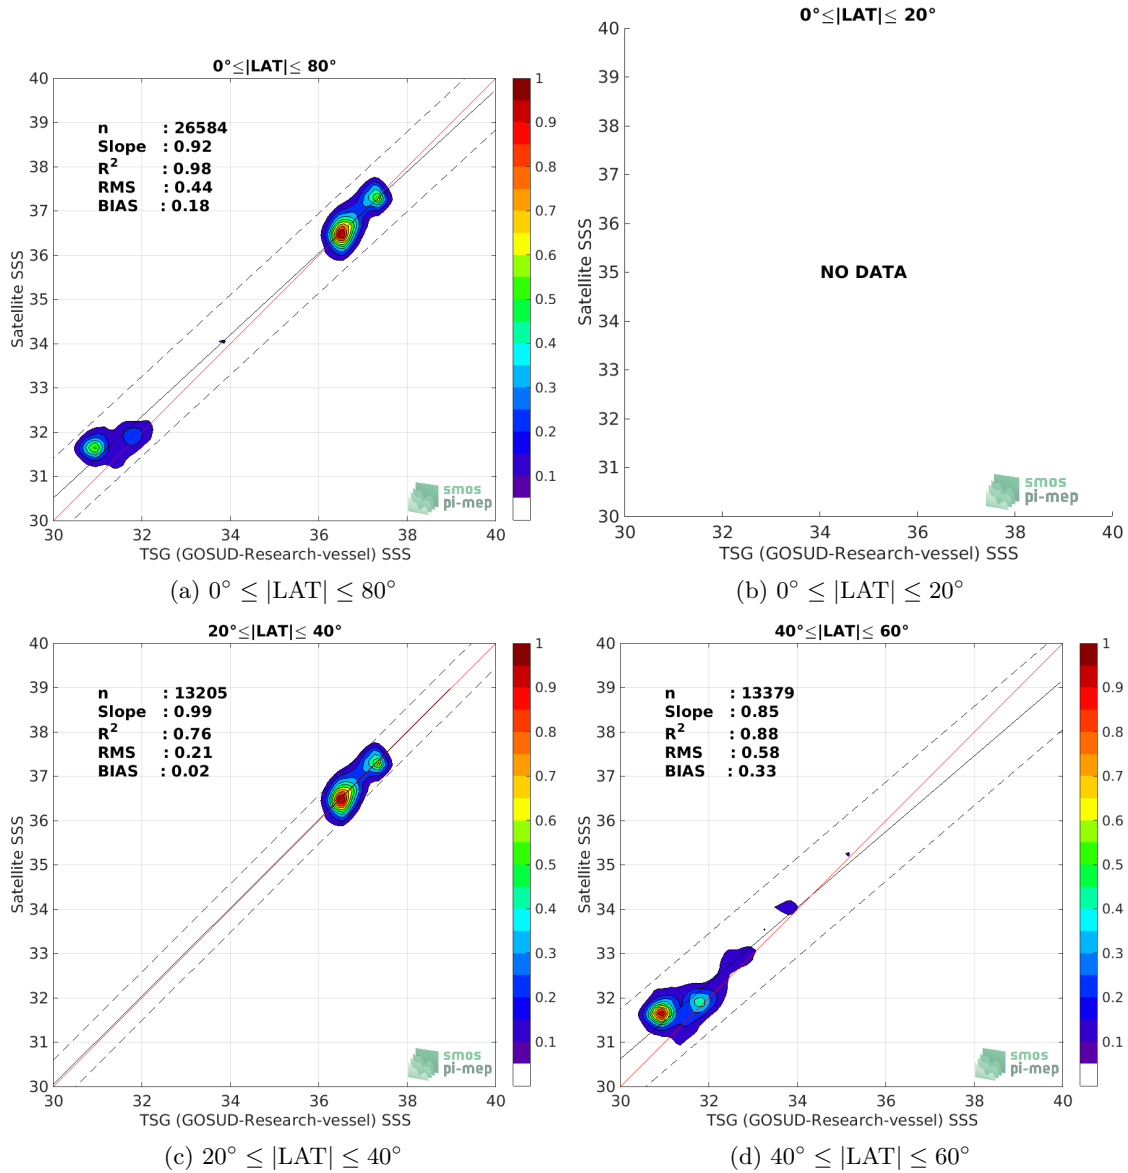 0°≤|LAT|≤ 80°
40
39
38
37
36
35
34
33
32
31
30
Satellite SSS
n : 26584
Slope : 0.92
R² : 0.98
RMS : 0.44
BIAS : 0.18
1
0.9
0.8
0.7
0.6
0.5
0.4
0.3
0.2
0.1
smos
pi-mep
30 32 34 36 38 40
TSG (GOSUD-Research-vessel) SSS
(a) 0° ≤ |LAT| ≤ 80°
0°≤|LAT|≤ 20°
40
39
38
37
36
35
34
33
32
31
30
Satellite SSS
NO DATA
smos
pi-mep
30 32 34 36 38 40
TSG (GOSUD-Research-vessel) SSS
(b) 0° ≤ |LAT| ≤ 20°
20°≤|LAT|≤ 40°
40
39
38
37
36
35
34
33
32
31
30
Satellite SSS
n : 13205
Slope : 0.99
R² : 0.76
RMS : 0.21
BIAS : 0.02
1
0.9
0.8
0.7
0.6
0.5
0.4
0.3
0.2
0.1
smos
pi-mep
30 32 34 36 38 40
TSG (GOSUD-Research-vessel) SSS
(c) 20° ≤ |LAT| ≤ 40°
40°≤|LAT|≤ 60°
40
39
38
37
36
35
34
33
32
31
30
Satellite SSS
n : 13379
Slope : 0.85
R² : 0.88
RMS : 0.58
BIAS : 0.33
1
0.9
0.8
0.7
0.6
0.5
0.4
0.3
0.2
0.1
smos
pi-mep
30 32 34 36 38 40
TSG (GOSUD-Research-vessel) SSS
(d) 40° ≤ |LAT| ≤ 60°